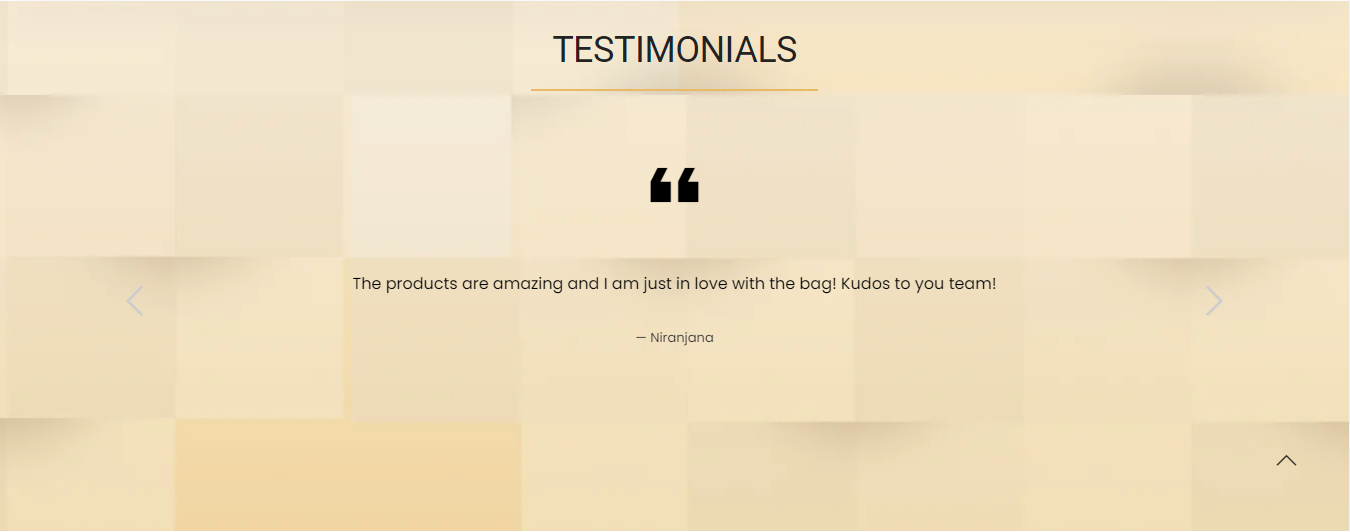 TESTIMONIALS
❝
The products are amazing and I am just in love with the bag! Kudos to you team!
— Niranjana